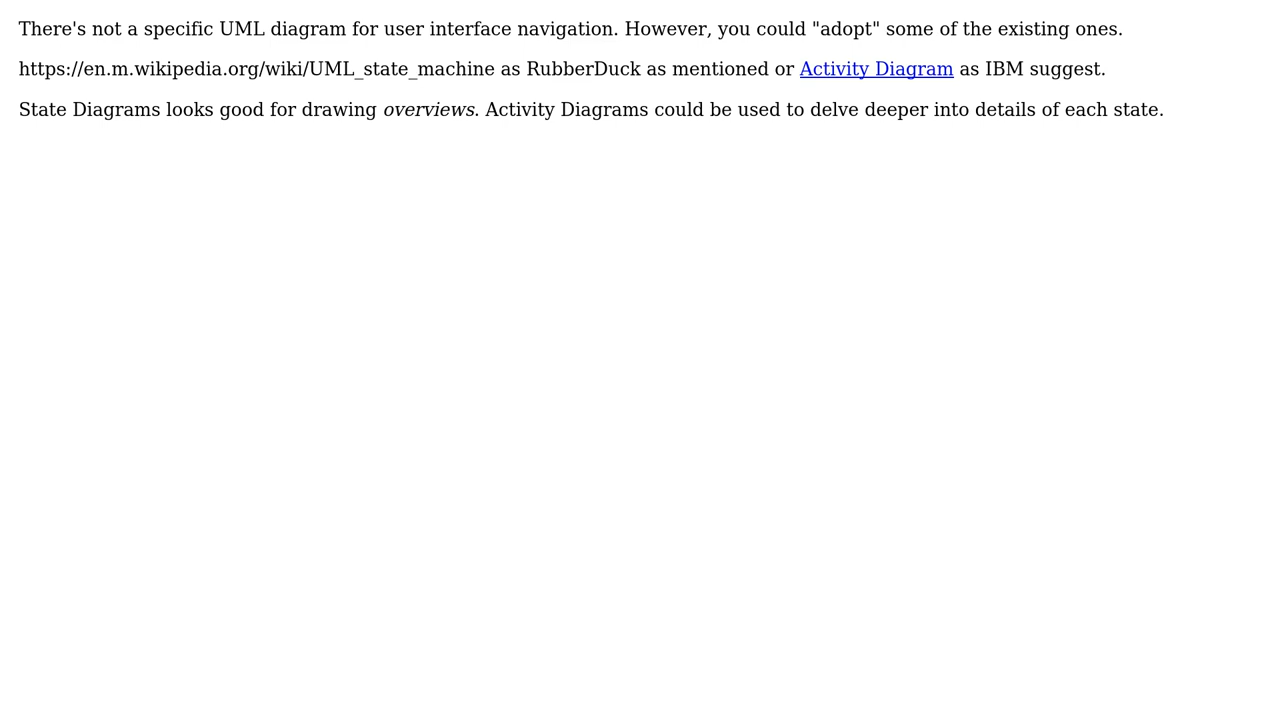 There's not a specific UML diagram for user interface navigation. However, you could "adopt" some of the existing ones.
https://en.m.wikipedia.org/wiki/UML_state_machine as RubberDuck as mentioned or Activity Diagram as IBM suggest.
State Diagrams looks good for drawing overviews. Activity Diagrams could be used to delve deeper into details of each state.